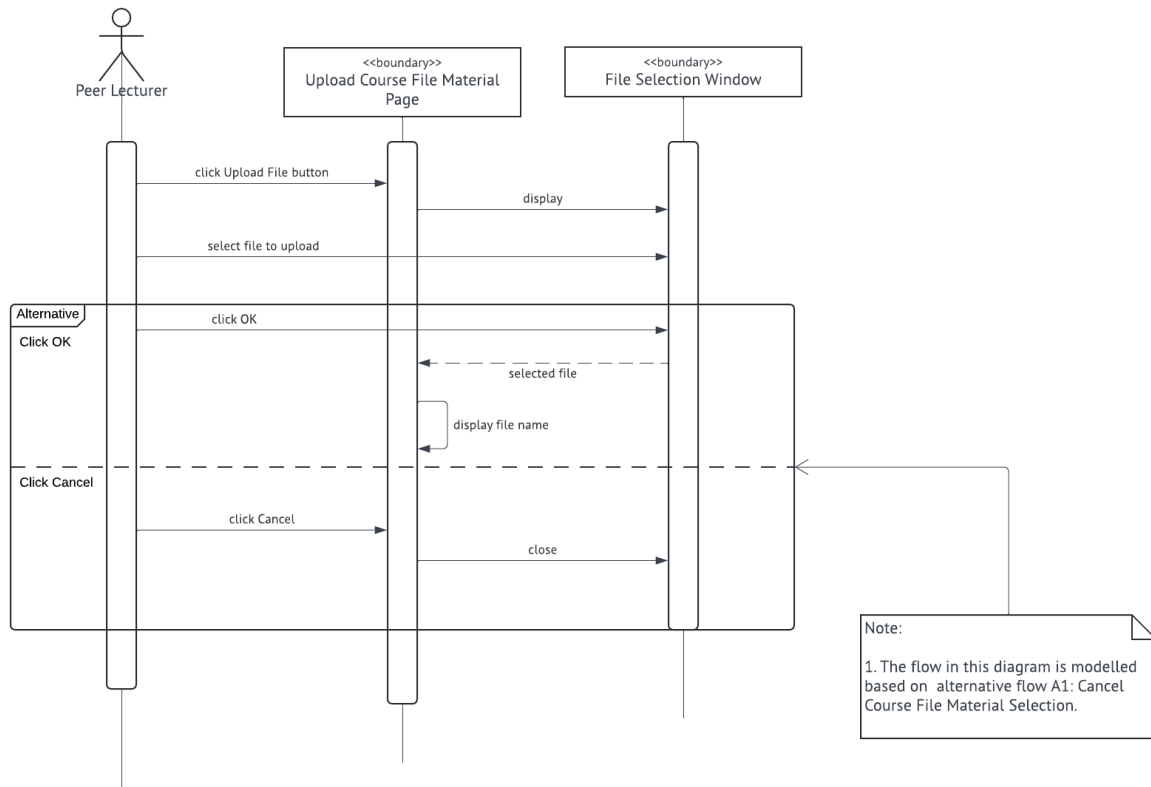 Peer Lecturer
<<boundary>>
Upload Course File Material
Page
<<boundary>>
File Selection Window
click Upload File button
display
select file to upload
Alternative
click OK
Click OK
selected file
display file name
Click Cancel
click Cancel
close
Note:
1. The flow in this diagram is modelled
based on alternative flow A1: Cancel
Course File Material Selection.